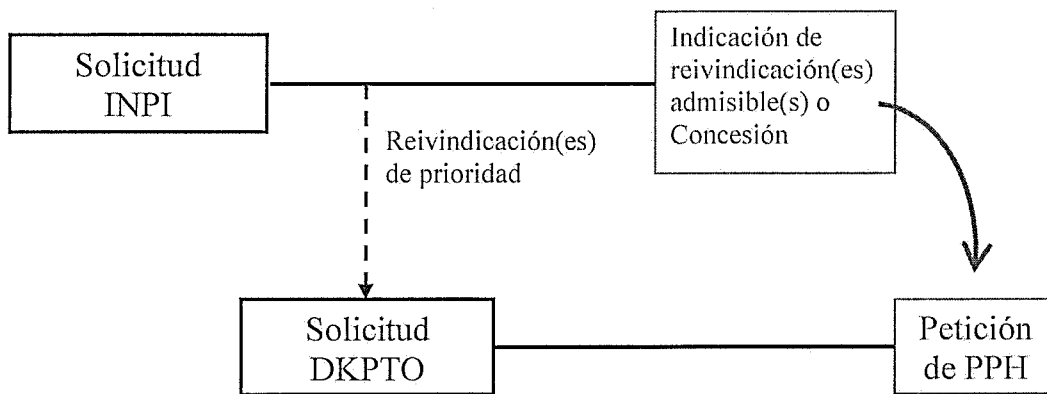 Solicitud
INPI
Indicación de
reivindicación(es)
admisible(s) o
Concesión
Reivindicación(es)
de prioridad
Solicitud
DKPTO
Petición
de PPH